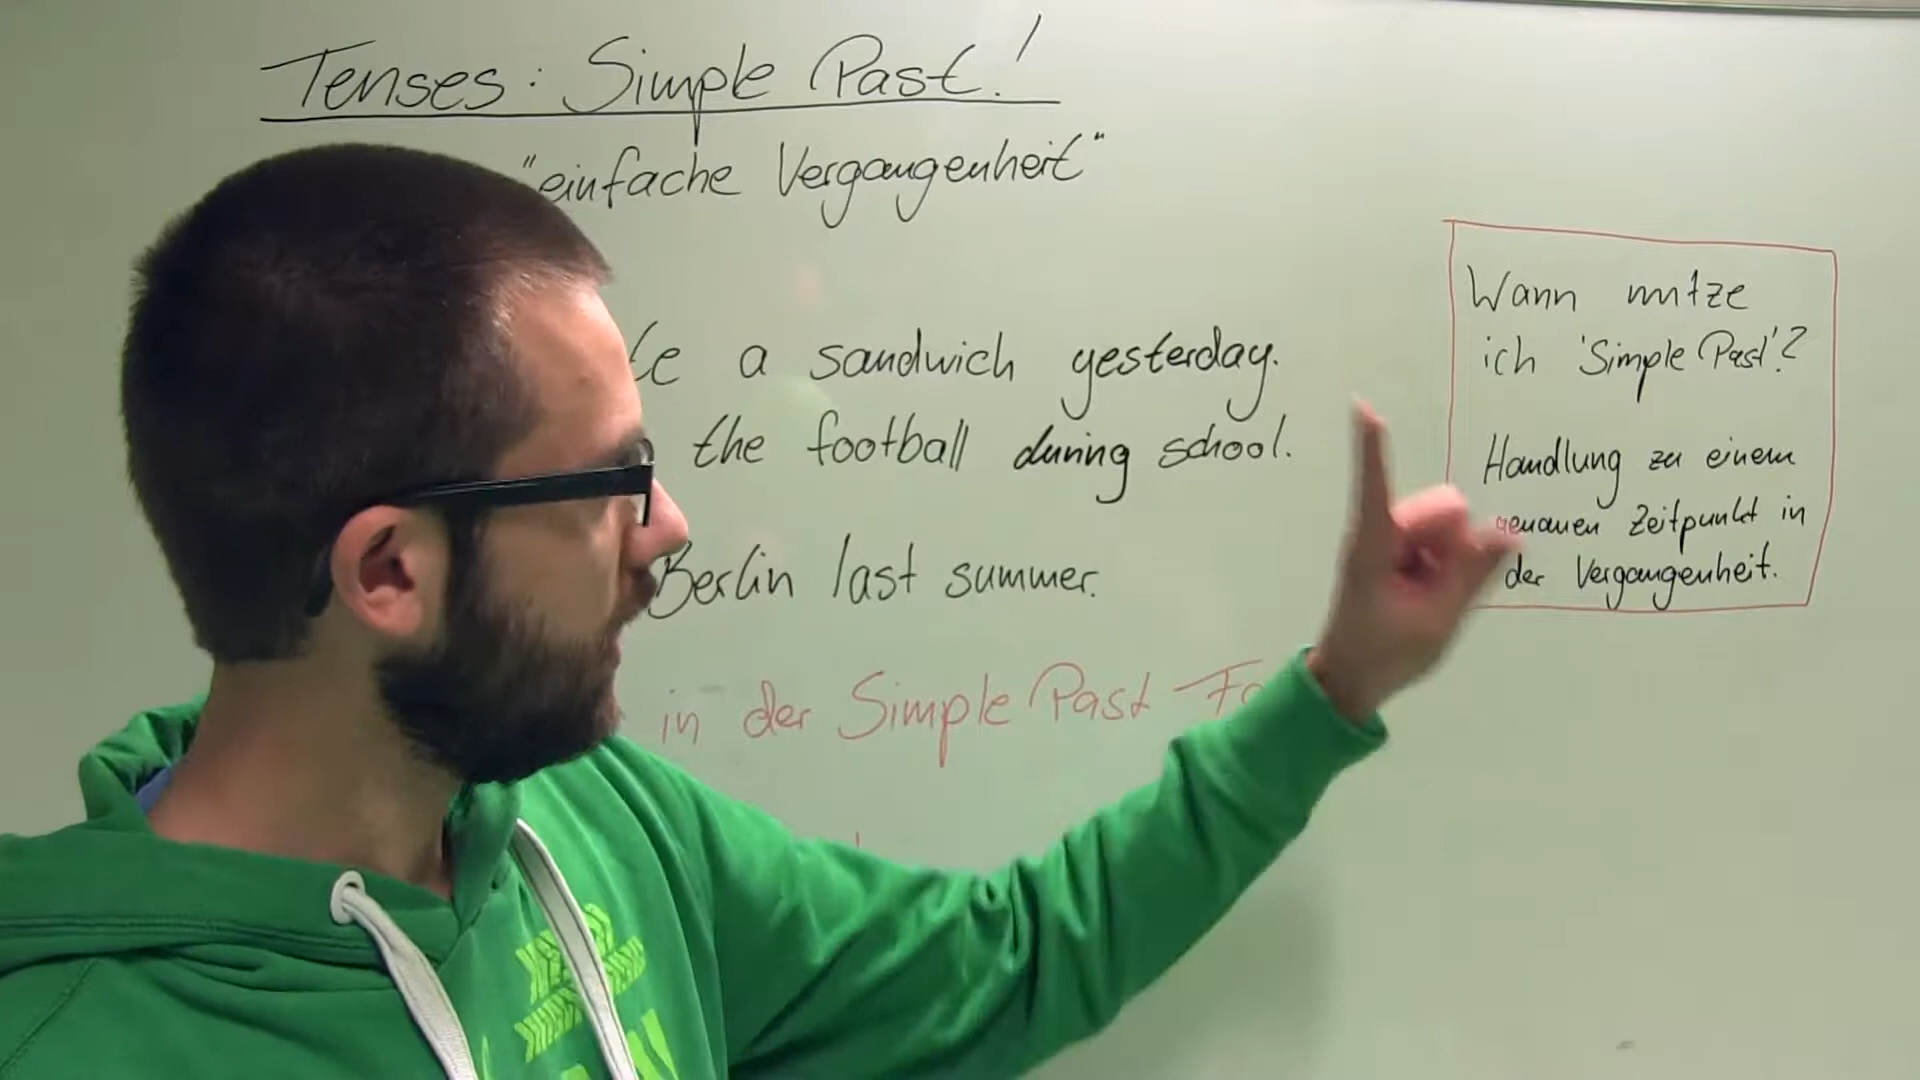 Tenses: Simple Past!
"einfache Vergangenheit"
a sandwich yesterday.
the football during school.
Berlin last summer.
in der Simple Past-
Wann nutze
ich 'Simple Past'?
Handlung zu einem
genauen Zeitpunkt in
der Vergangenheit.